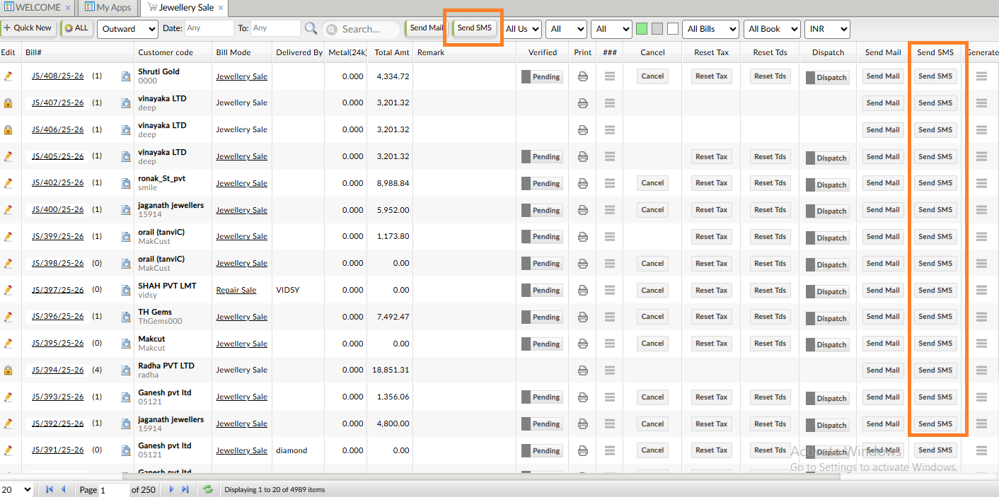 WELCOME × My Apps Jewellery Sale ×
+ Quick New ALL Outward Date: Any To: Any Search... Send Mail Send SMS All Us All All All Bills All Book INR
Edit Bill# Customer code Bill Mode Delivered By Metal(24k) Total Amt Remark Verified Print ### Cancel Reset Tax Reset Tds Dispatch Send Mail Send SMS Generate
JS/408/25-26 (1) Shruti Gold Jewellery Sale 0.000 4,334.72 Pending Cancel Reset Tax Reset Tds Dispatch Send Mail Send SMS
0000
JS/407/25-26 (1) vinayaka LTD Jewellery Sale 0.000 3,201.32 Send Mail Send SMS
deep
JS/406/25-26 (1) vinayaka LTD Jewellery Sale 0.000 3,201.32 Send Mail Send SMS
deep
JS/405/25-26 (1) vinayaka LTD Jewellery Sale 0.000 3,201.32 Pending Reset Tax Reset Tds Dispatch Send Mail Send SMS
deep
JS/402/25-26 (1) ronak_St_pvt Jewellery Sale 0.000 8,988.84 Pending Cancel Reset Tax Reset Tds Dispatch Send Mail Send SMS
smile
JS/400/25-26 (1) jaganath jewellers Jewellery Sale 0.000 5,952.00 Pending Cancel Reset Tax Reset Tds Dispatch Send Mail Send SMS
15914
JS/399/25-26 (1) orail (tanviC) Jewellery Sale 0.000 1,173.80 Pending Reset Tax Reset Tds Dispatch Send Mail Send SMS
MakCust
JS/398/25-26 (0) orail (tanviC) Jewellery Sale 0.000 0.00 Pending Cancel Reset Tax Reset Tds Dispatch Send Mail Send SMS
MakCust
JS/397/25-26 (0) SHAH PVT LMT Repair Sale VIDSY 0.000 0.00 Pending Cancel Reset Tax Reset Tds Dispatch Send Mail Send SMS
vidsy
JS/396/25-26 (1) TH Gems Jewellery Sale 0.000 7,492.47 Pending Cancel Reset Tax Reset Tds Dispatch Send Mail Send SMS
ThGems000
JS/395/25-26 (0) Makcut Jewellery Sale 0.000 0.00 Pending Cancel Reset Tax Reset Tds Dispatch Send Mail Send SMS
Makcut
JS/394/25-26 (4) Radha PVT LTD Jewellery Sale 0.000 18,851.31 Send Mail Send SMS
radha
JS/393/25-26 (1) Ganesh pvt ltd Jewellery Sale 0.000 1,356.06 Pending Cancel Reset Tax Reset Tds Dispatch Send Mail Send SMS
05121
JS/392/25-26 (1) jaganath jewellers Jewellery Sale 0.000 4,800.00 Pending Cancel Reset Tax Reset Tds Dispatch Send Mail Send SMS
15914
JS/391/25-26 (0) Ganesh pvt ltd Jewellery Sale diamond 0.000 0.00 Pending Cancel Reset Tax Reset Tds Dispatch Send Mail Send SMS
05121
Activate Windows
Ganesh pvt ltd
Go to Settings to activate Windows.
20 Page 1 of 250 Displaying 1 to 20 of 4989 items